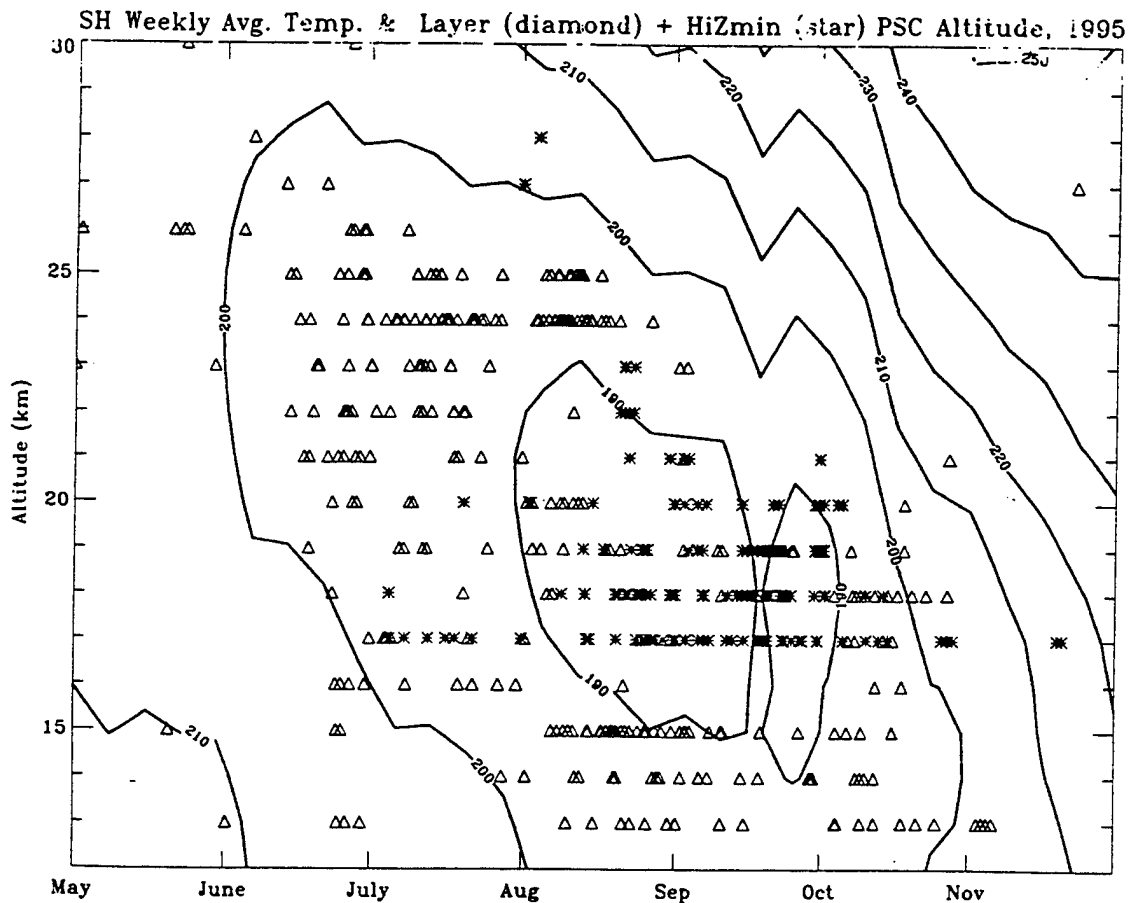 SH Weekly Avg. Temp. & Layer (diamond) + HiZmin (star) PSC Altitude, 1995
30
25
20
15
Altitude (km)
210
220
230
240
200
200
190
210
220
200
190
190
210
200
May
June
July
Aug
Sep
Oct
Nov